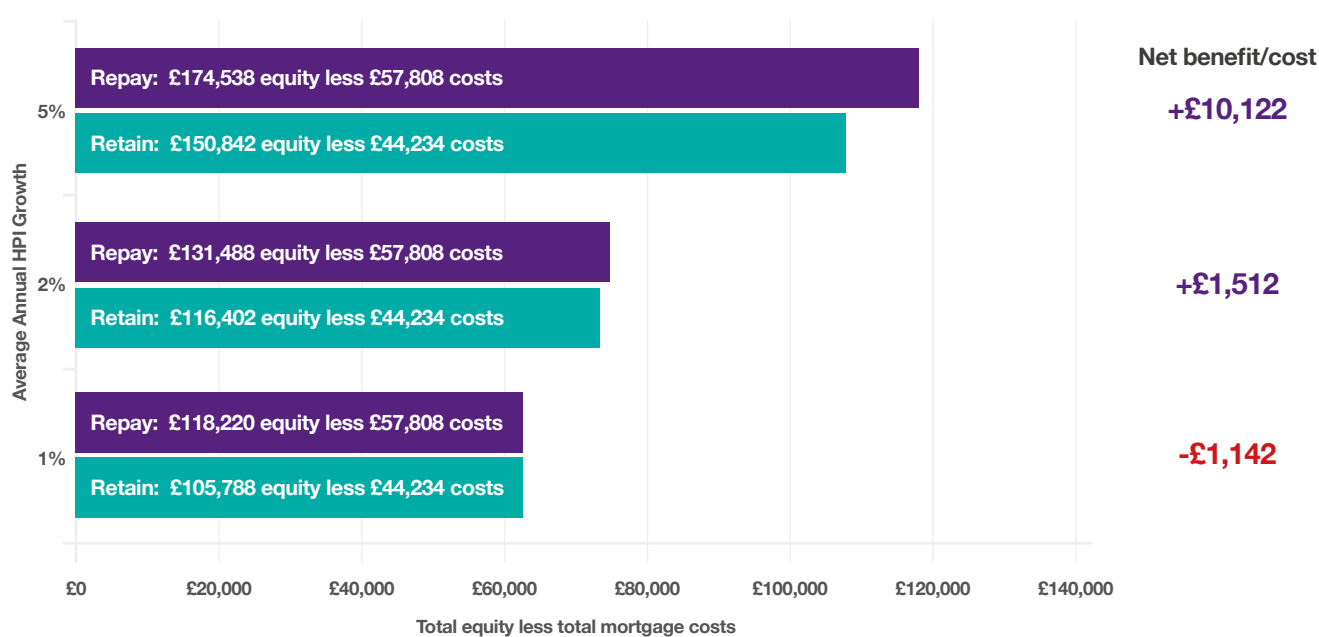 Net benefit/cost
Average Annual HPI Growth
5%
Repay: £174,538 equity less £57,808 costs
Retain: £150,842 equity less £44,234 costs
+£10,122
2%
Repay: £131,488 equity less £57,808 costs
Retain: £116,402 equity less £44,234 costs
+£1,512
1%
Repay: £118,220 equity less £57,808 costs
Retain: £105,788 equity less £44,234 costs
-£1,142
£0 £20,000 £40,000 £60,000 £80,000 £100,000 £120,000 £140,000
Total equity less total mortgage costs